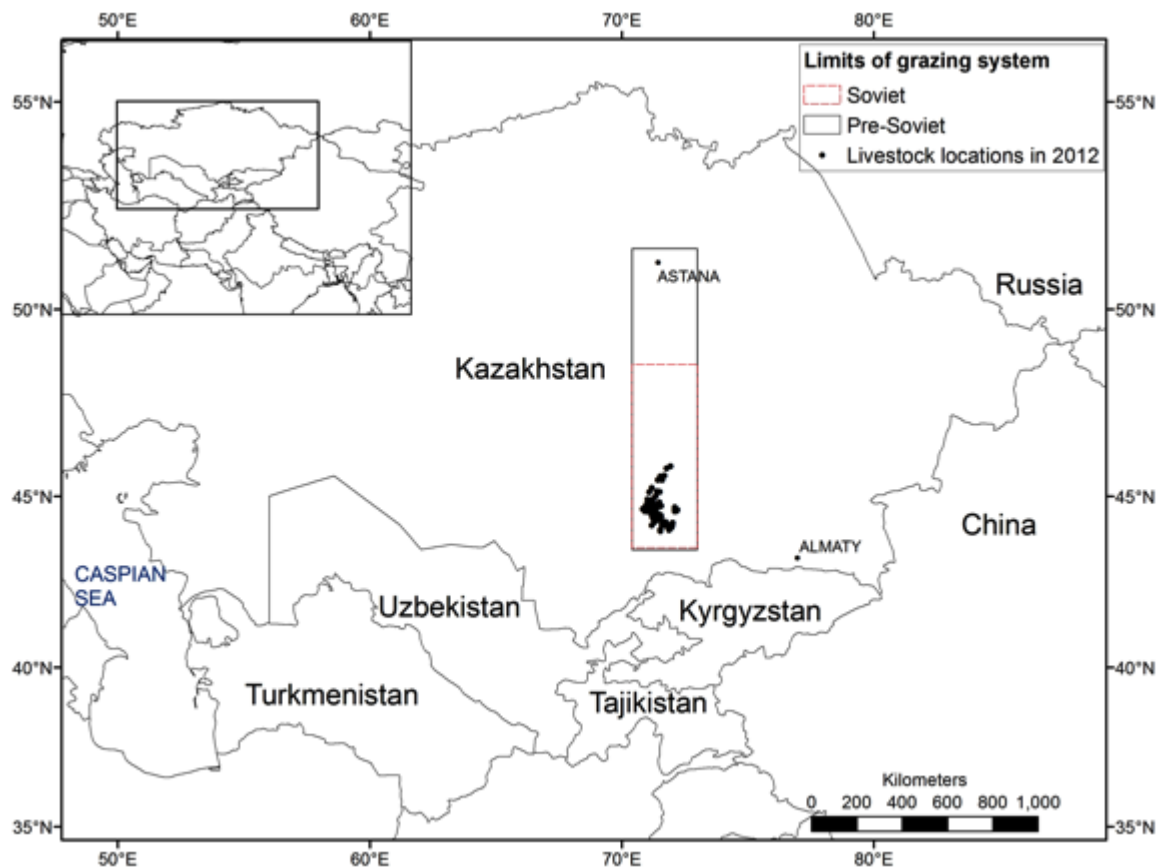 50°E 60°E 70°E 80°E
Limits of grazing system
Soviet
Pre-Soviet
Livestock locations in 2012
55°N 55°N
ASTANA
Russia
50°N 50°N
Kazakhstan
45°N 45°N
China
ALMATY
CASPIAN
SEA
Uzbekistan
Kyrgyzstan
40°N 40°N
Turkmenistan
Tajikistan
Kilometers
0 200 400 600 800 1,000
35°N 35°N
50°E 60°E 70°E 80°E